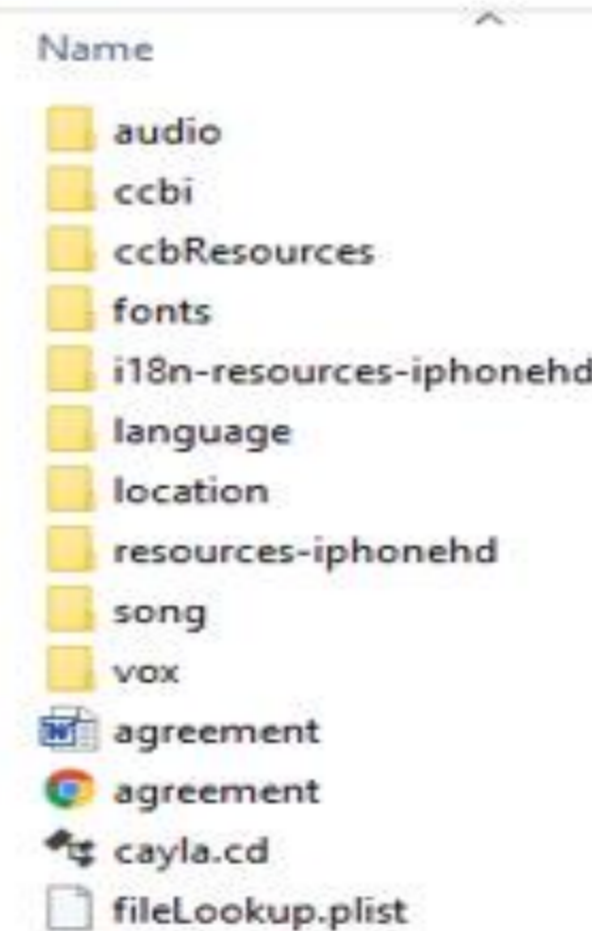 Name
audio
ccbi
ccbResources
fonts
i18n-resources-iphonehd
language
location
resources-iphonehd
song
vox
agreement
agreement
cayla.cd
fileLookup.plist